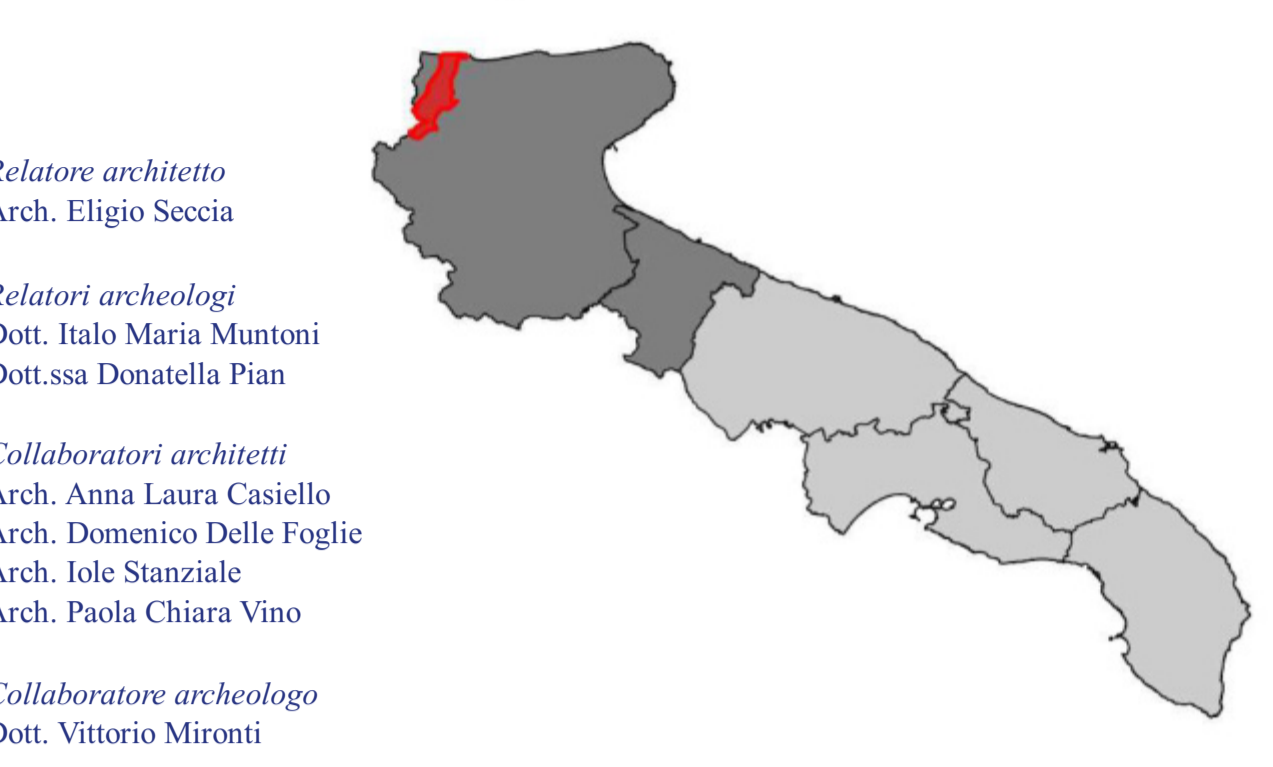 Relatore architetto
Arch. Eligio Seccia
Relatori archeologi
Dott. Italo Maria Muntoni
Dott.ssa Donatella Pian
Collaboratori architetti
Arch. Anna Laura Casiello
Arch. Domenico Delle Foglie
Arch. Iole Stanziale
Arch. Paola Chiara Vino
Collaboratore archeologo
Dott. Vittorio Mironti